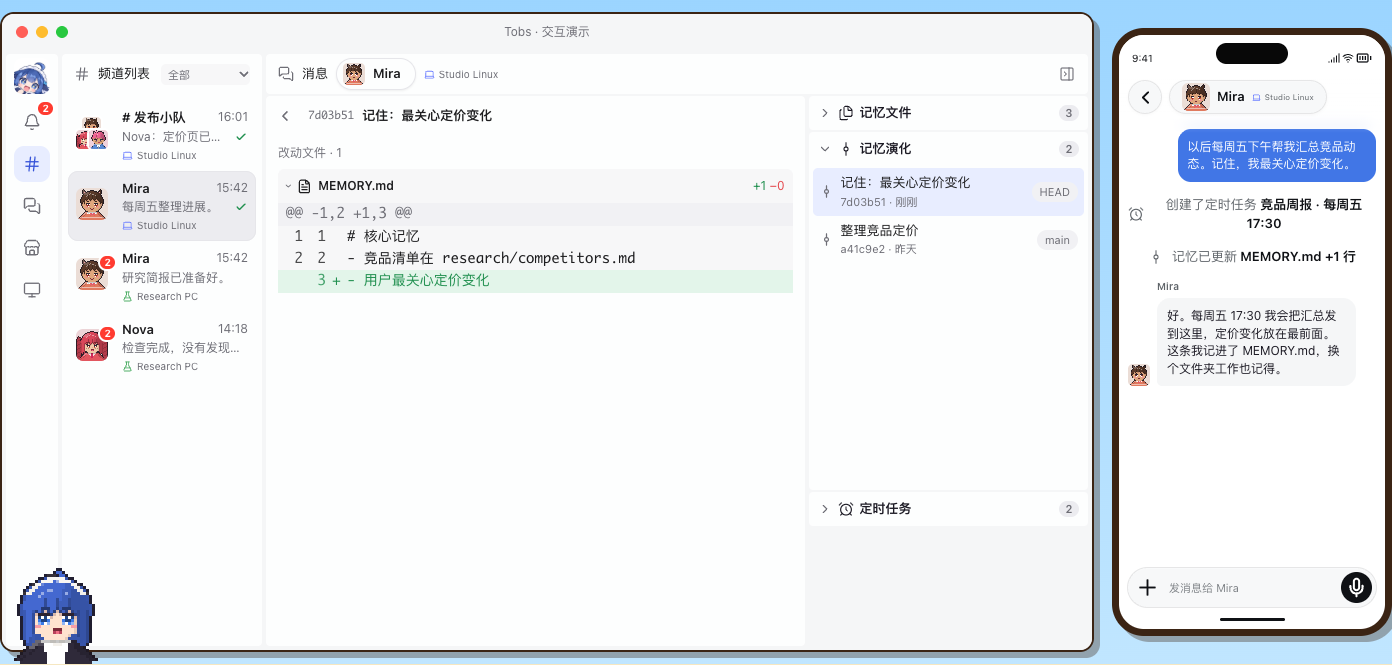 Tobs · 交互演示
2
# 频道列表
全部
# 发布小队
16:01
Nova：定价页已...
Studio Linux
Mira
15:42
每周五整理进展。
Studio Linux
2
Mira
15:42
研究简报已准备好。
Research PC
2
Nova
14:18
检查完成，没有发现...
Research PC
消息
Mira
Studio Linux
7d03b51 记住：最关心定价变化
改动文件 · 1
MEMORY.md
+1 −0
@@ -1,2 +1,3 @@
1 1 # 核心记忆
2 2 - 竞品清单在 research/competitors.md
3 + - 用户最关心定价变化
记忆文件
3
记忆演化
2
记住：最关心定价变化
7d03b51 · 刚刚
HEAD
整理竞品定价
a41c9e2 · 昨天
main
定时任务
2
9:41
Mira
Studio Linux
以后每周五下午帮我汇总竞品动
态。记住，我最关心定价变化。
创建了定时任务 竞品周报 · 每周五
17:30
记忆已更新 MEMORY.md +1 行
Mira
好。每周五 17:30 我会把汇总发
到这里，定价变化放在最前面。
这条我记进了 MEMORY.md，换
个文件夹工作也记得。
发消息给 Mira